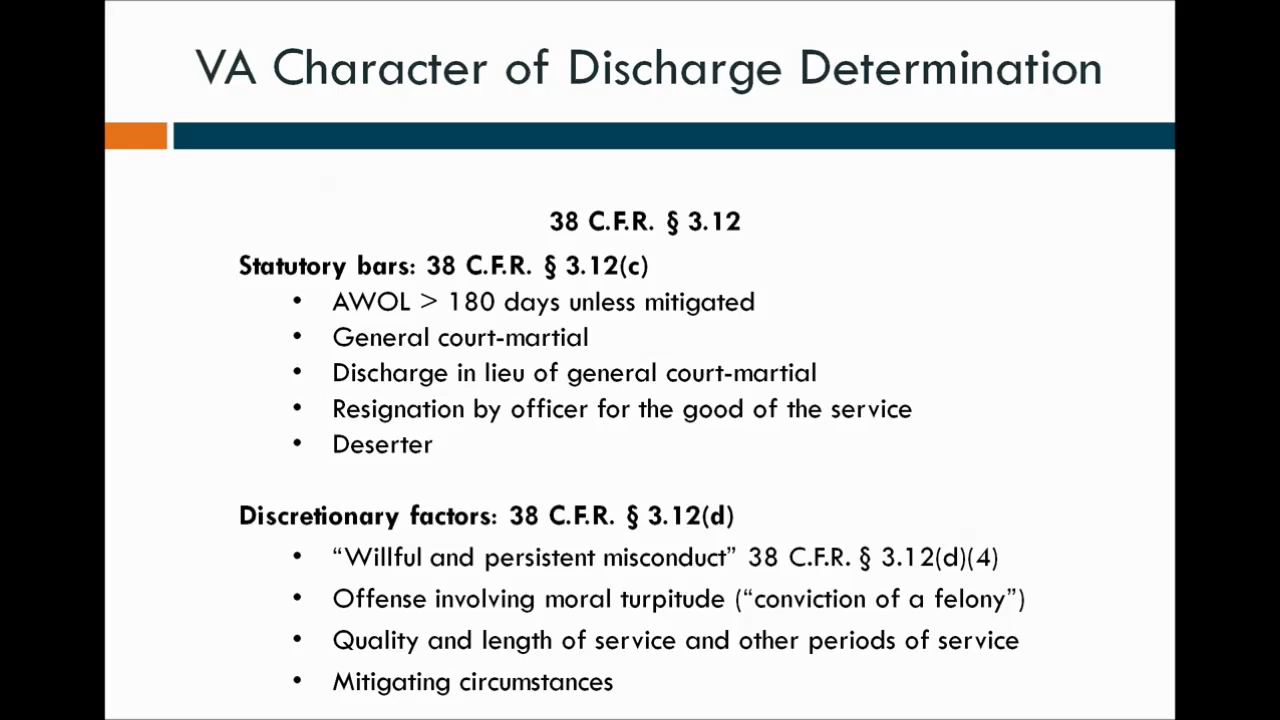 VA Character of Discharge Determination
38 C.F.R. § 3.12
Statutory bars: 38 C.F.R. § 3.12(c)
• AWOL > 180 days unless mitigated
• General court-martial
• Discharge in lieu of general court-martial
• Resignation by officer for the good of the service
• Deserter
Discretionary factors: 38 C.F.R. § 3.12(d)
• “Willful and persistent misconduct” 38 C.F.R. § 3.12(d)(4)
• Offense involving moral turpitude (“conviction of a felony”)
• Quality and length of service and other periods of service
• Mitigating circumstances